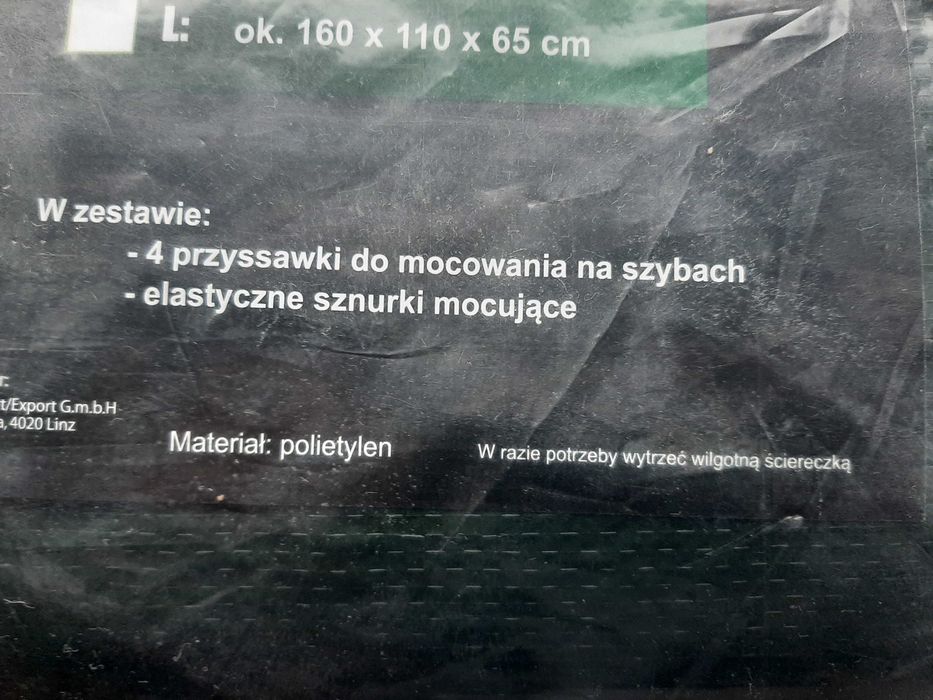 L: ok. 160 x 110 x 65 cm
W zestawie:
- 4 przyssawki do mocowania na szybach
- elastyczne sznurki mocujące
r:
t/Export G.m.b.H
a, 4020 Linz
Materiał: polietylen
W razie potrzeby wytrzeć wilgotną ściereczką